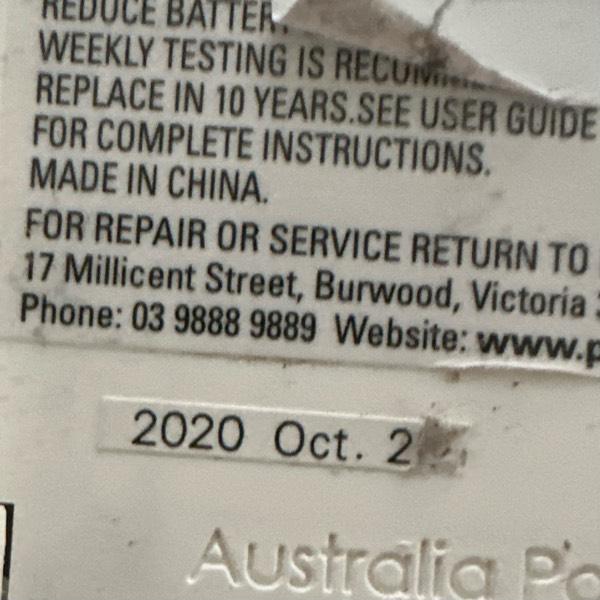 REDUCE
WEEKLY TESTING IS
REPLACE IN 10 YEARS.SEE USER GUIDE
FOR COMPLETE INSTRUCTIONS.
MADE IN CHINA.
FOR REPAIR OR SERVICE RETURN TO
17 Millicent Street, Burwood, Victoria
Phone: 03 9888 9889 Website:
2020 Oct. 2
Australia